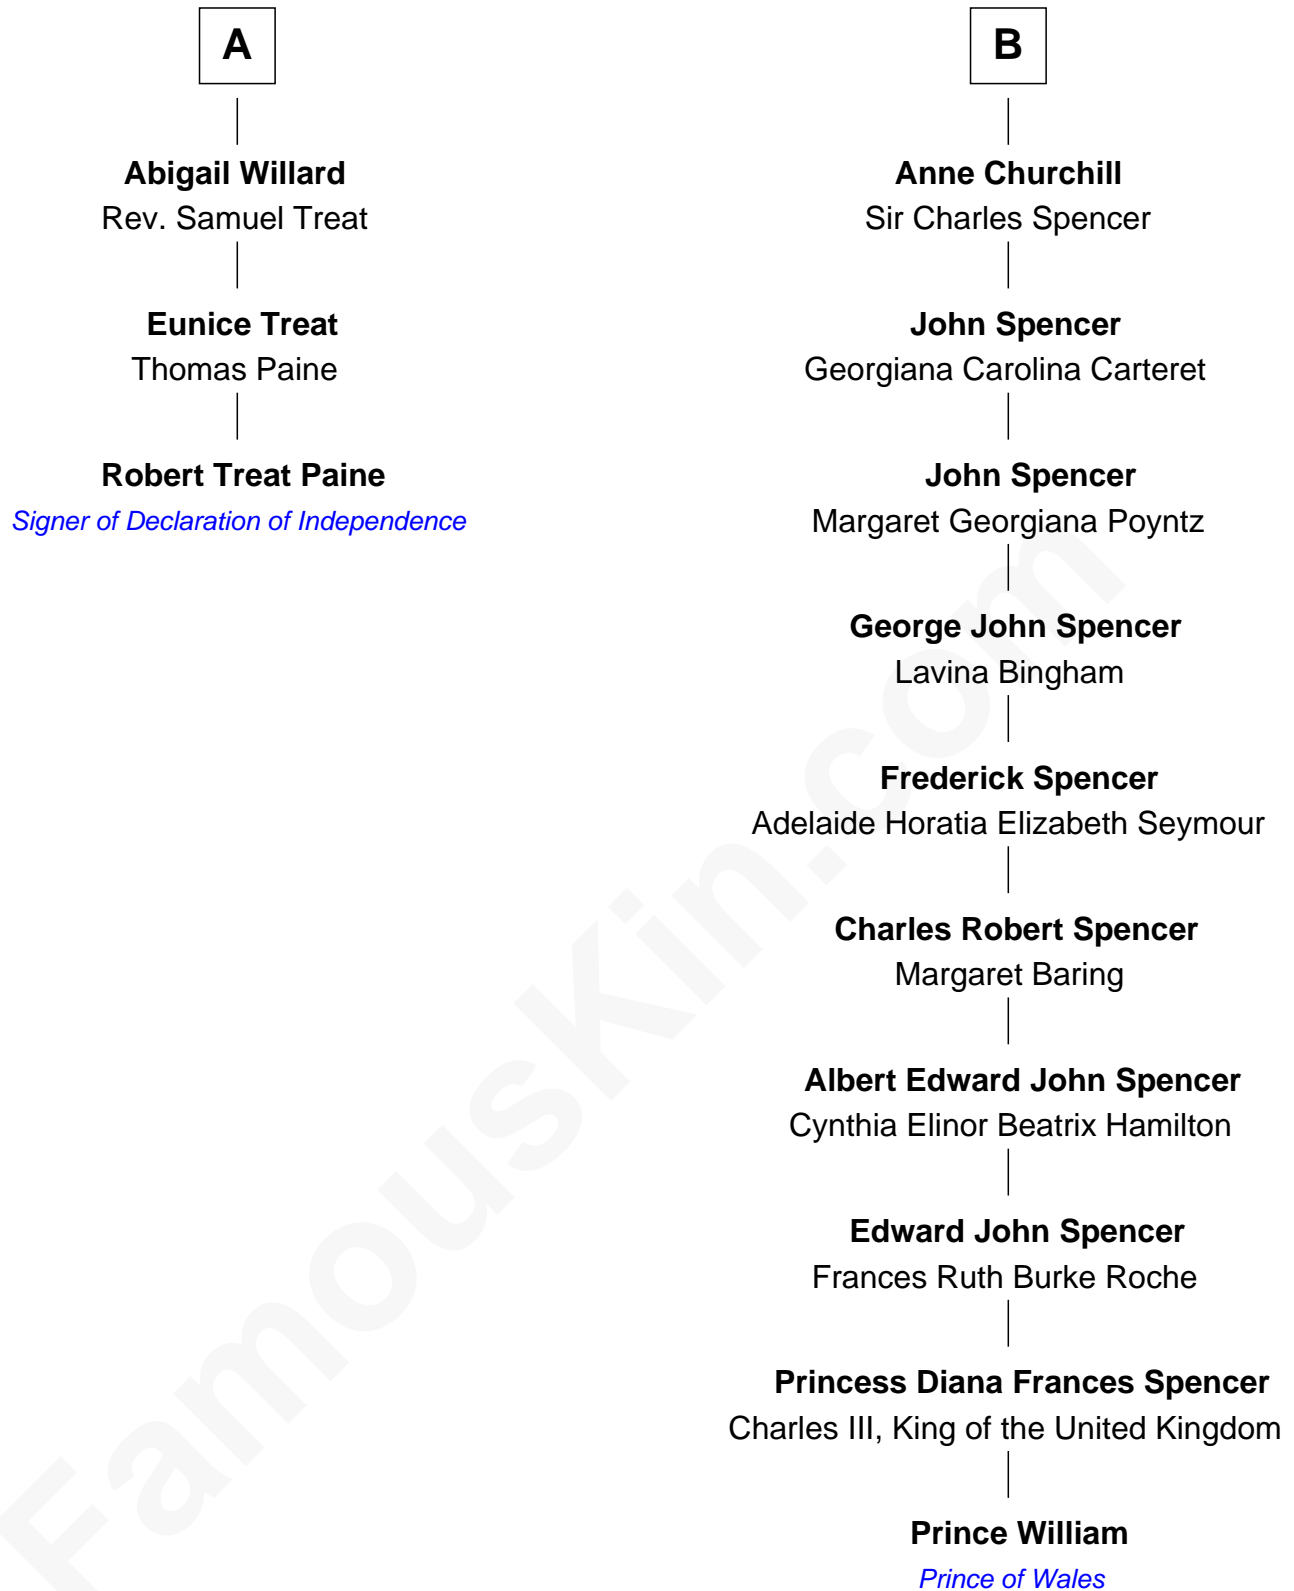 A
Abigail Willard
Rev. Samuel Treat
Eunice Treat
Thomas Paine
Robert Treat Paine
Signer of Declaration of Independence
B
Anne Churchill
Sir Charles Spencer
John Spencer
Georgiana Carolina Carteret
John Spencer
Margaret Georgiana Poyntz
George John Spencer
Lavina Bingham
Frederick Spencer
Adelaide Horatia Elizabeth Seymour
Charles Robert Spencer
Margaret Baring
Albert Edward John Spencer
Cynthia Elinor Beatrix Hamilton
Edward John Spencer
Frances Ruth Burke Roche
Princess Diana Frances Spencer
Charles III, King of the United Kingdom
Prince William
Prince of Wales
FamousKin.com